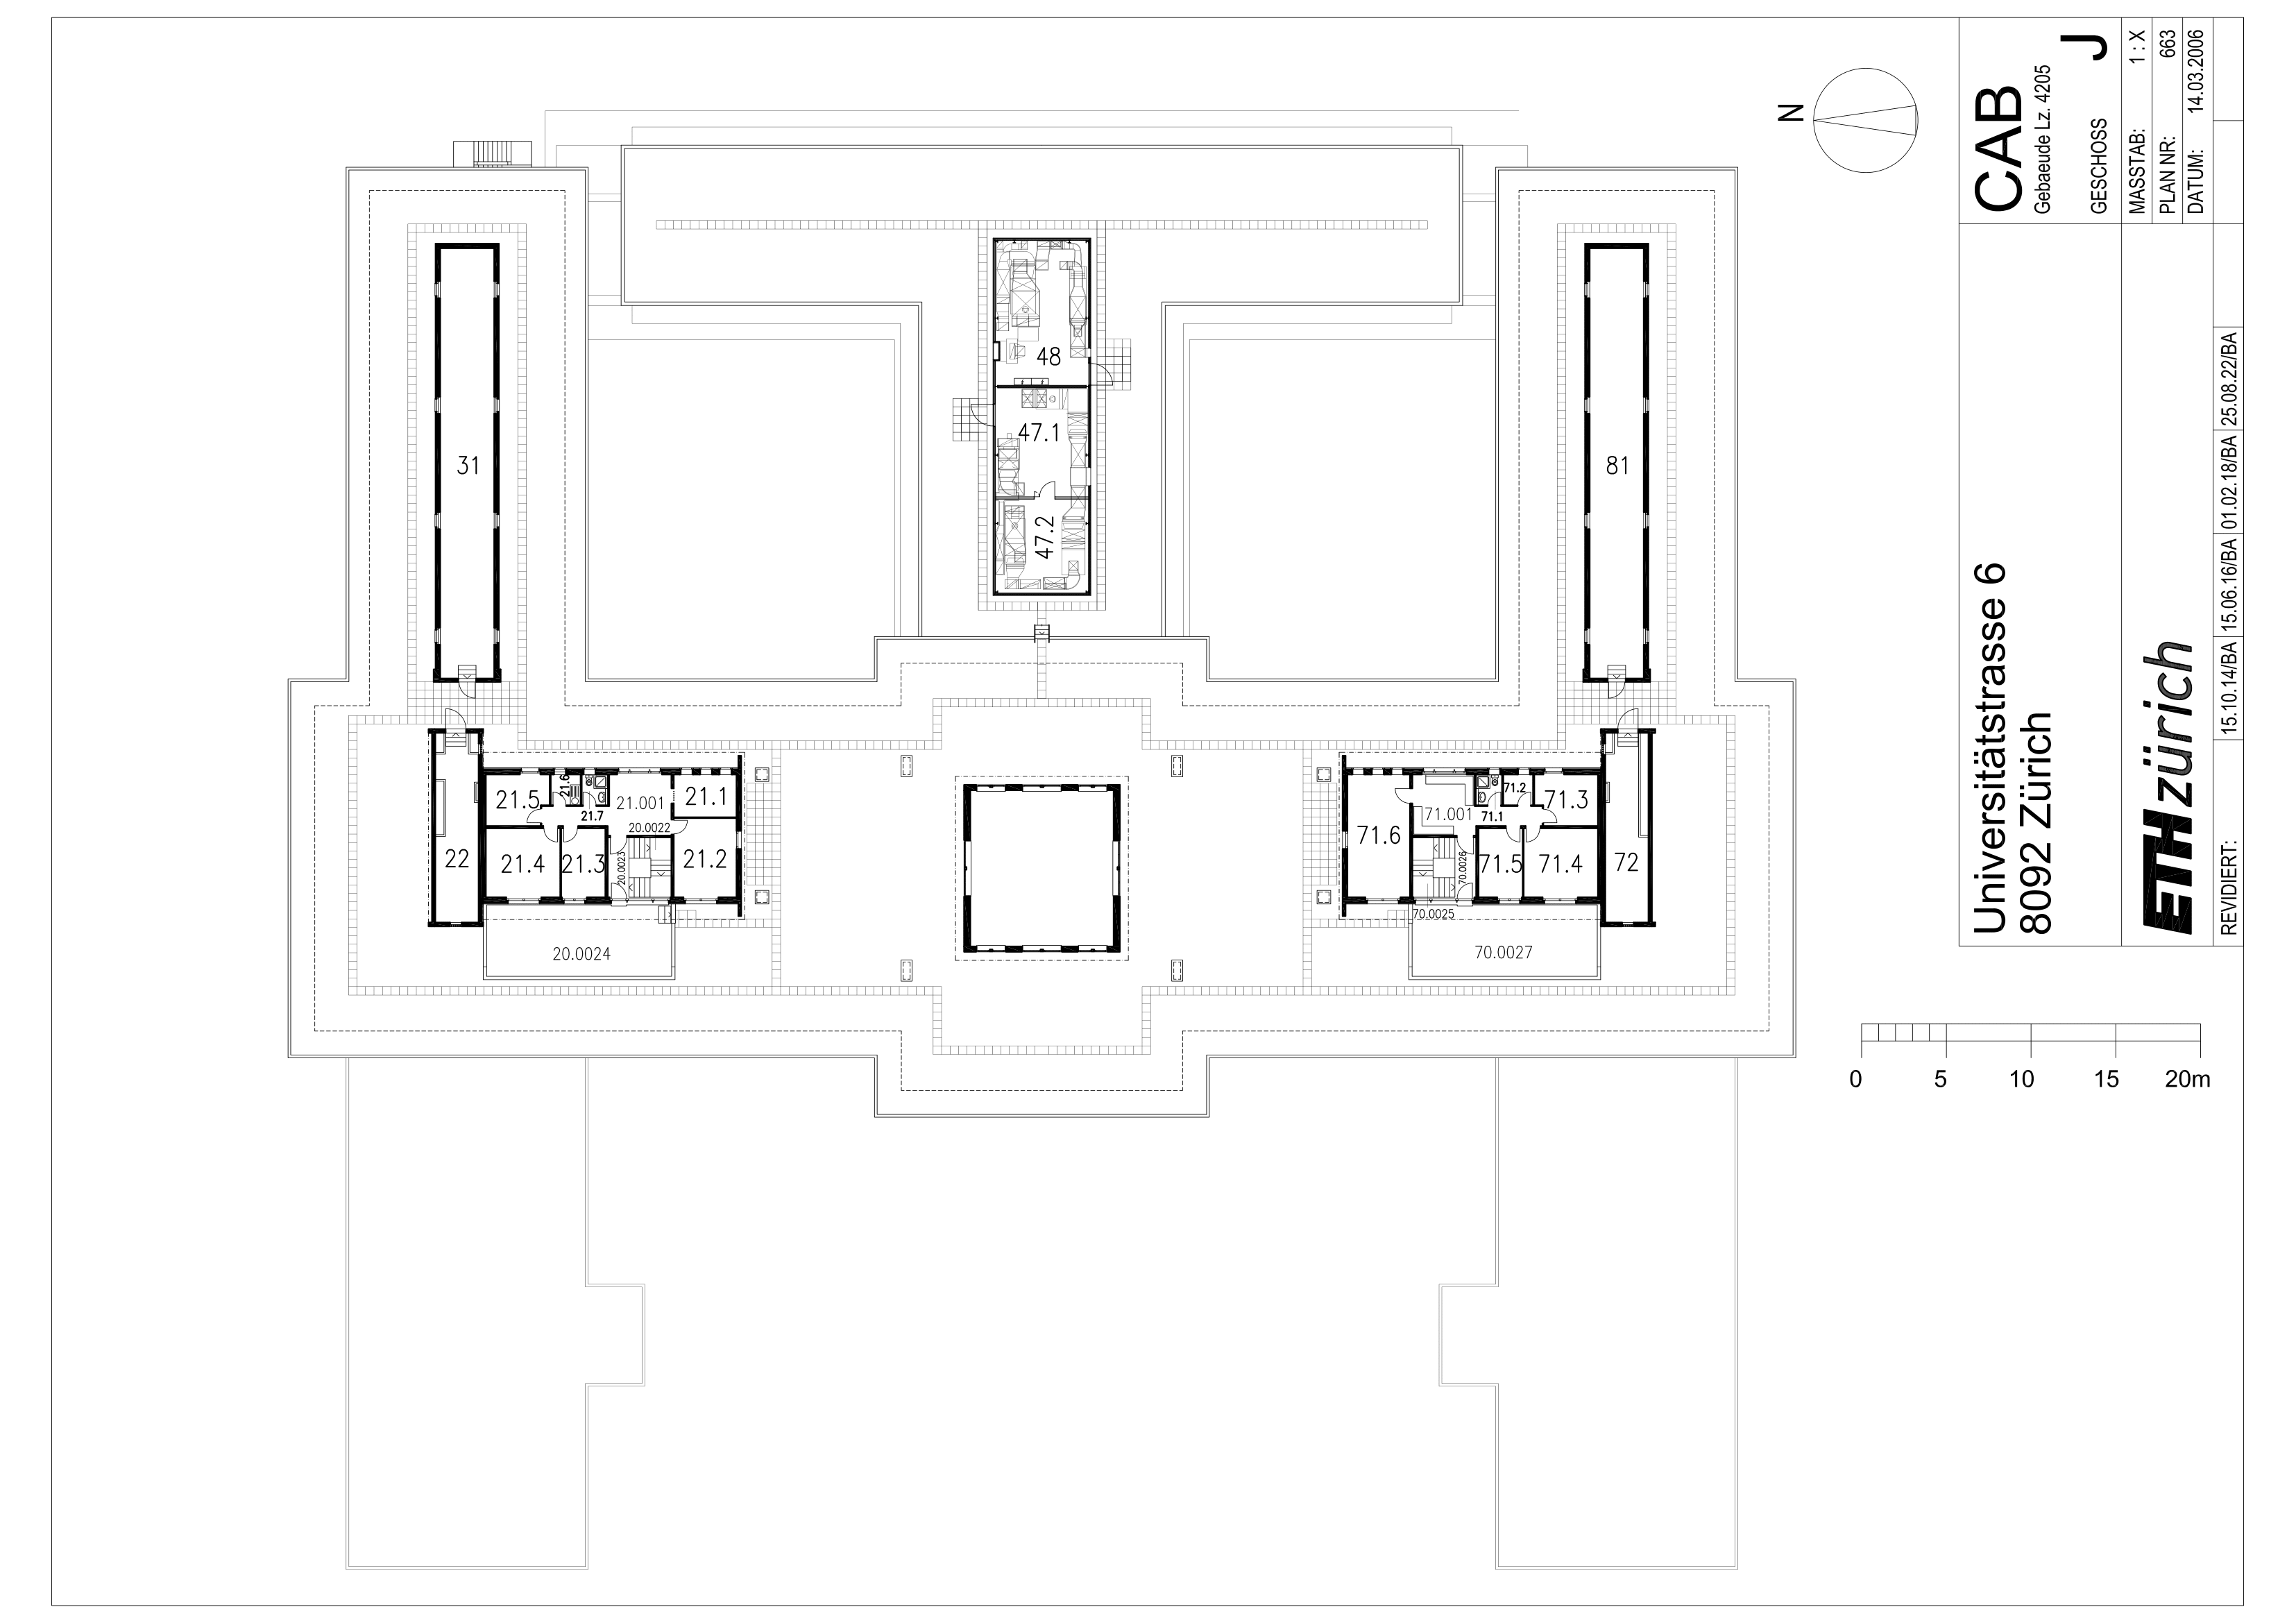 N
CAB
Gebaeude Lz. 4205
GESCHOSS J
MASSTAB: 1 : X
PLAN NR: 663
DATUM: 14.03.2006
Universitätstrasse 6
8092 Zürich
ETH zürich
REVIDIERT: 15.10.14/BA 15.06.16/BA 01.02.18/BA 25.08.22/BA
48
47.1
47.2
31
81
21.5
21.6
21.7
21.001
21.1
20.0022
22
21.4
21.3
20.0023
21.2
20.0024
71.6
71.001
71.1
71.2
71.3
70.0026
71.5
71.4
72
70.0025
70.0027
0 5 10 15 20m